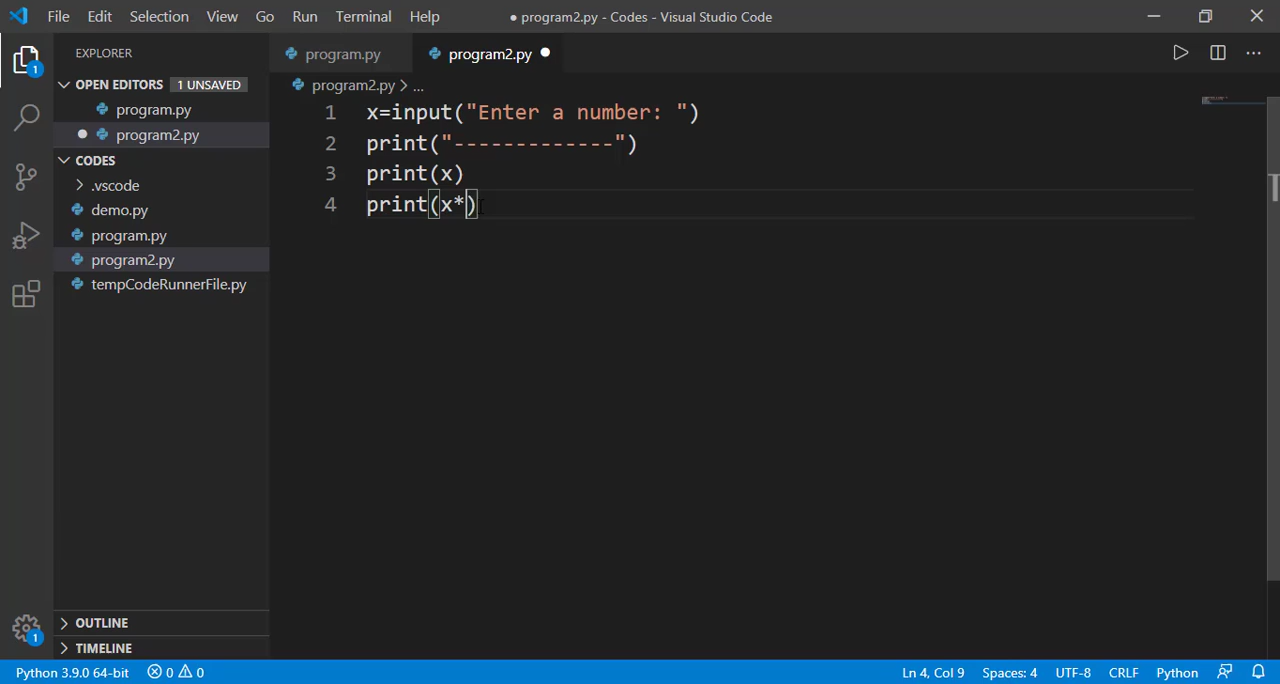 File Edit Selection View Go Run Terminal Help ● program2.py - Codes - Visual Studio Code
EXPLORER
program.py program2.py ●
OPEN EDITORS 1 UNSAVED
program.py
● program2.py
CODES
.vscode
demo.py
program.py
program2.py
tempCodeRunnerFile.py
OUTLINE
TIMELINE
1
1
program2.py > ...
1 x=input("Enter a number: ")
2 print("-------------")
3 print(x)
4 print(x*)
Python 3.9.0 64-bit 0 0 Ln 4, Col 9 Spaces: 4 UTF-8 CRLF Python